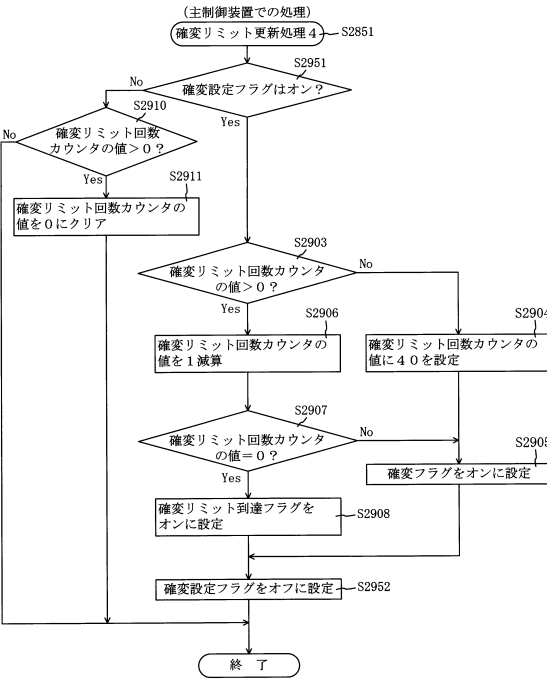 (主制御装置での処理)
確変リミット更新処理4
S2851
S2951
確変設定フラグはオン?
No
Yes
S2910
確変リミット回数
カウンタの値>0?
No
Yes
S2911
確変リミット回数カウンタの
値を0にクリア
S2903
確変リミット回数カウンタ
の値>0?
No
Yes
S2906
確変リミット回数カウンタの
値を1減算
S2904
確変リミット回数カウンタの
値に40を設定
S2907
確変リミット回数カウンタ
の値=0?
No
Yes
S2905
確変フラグをオンに設定
確変リミット到達フラグを
オンに設定
S2908
確変設定フラグをオフに設定
S2952
終 了